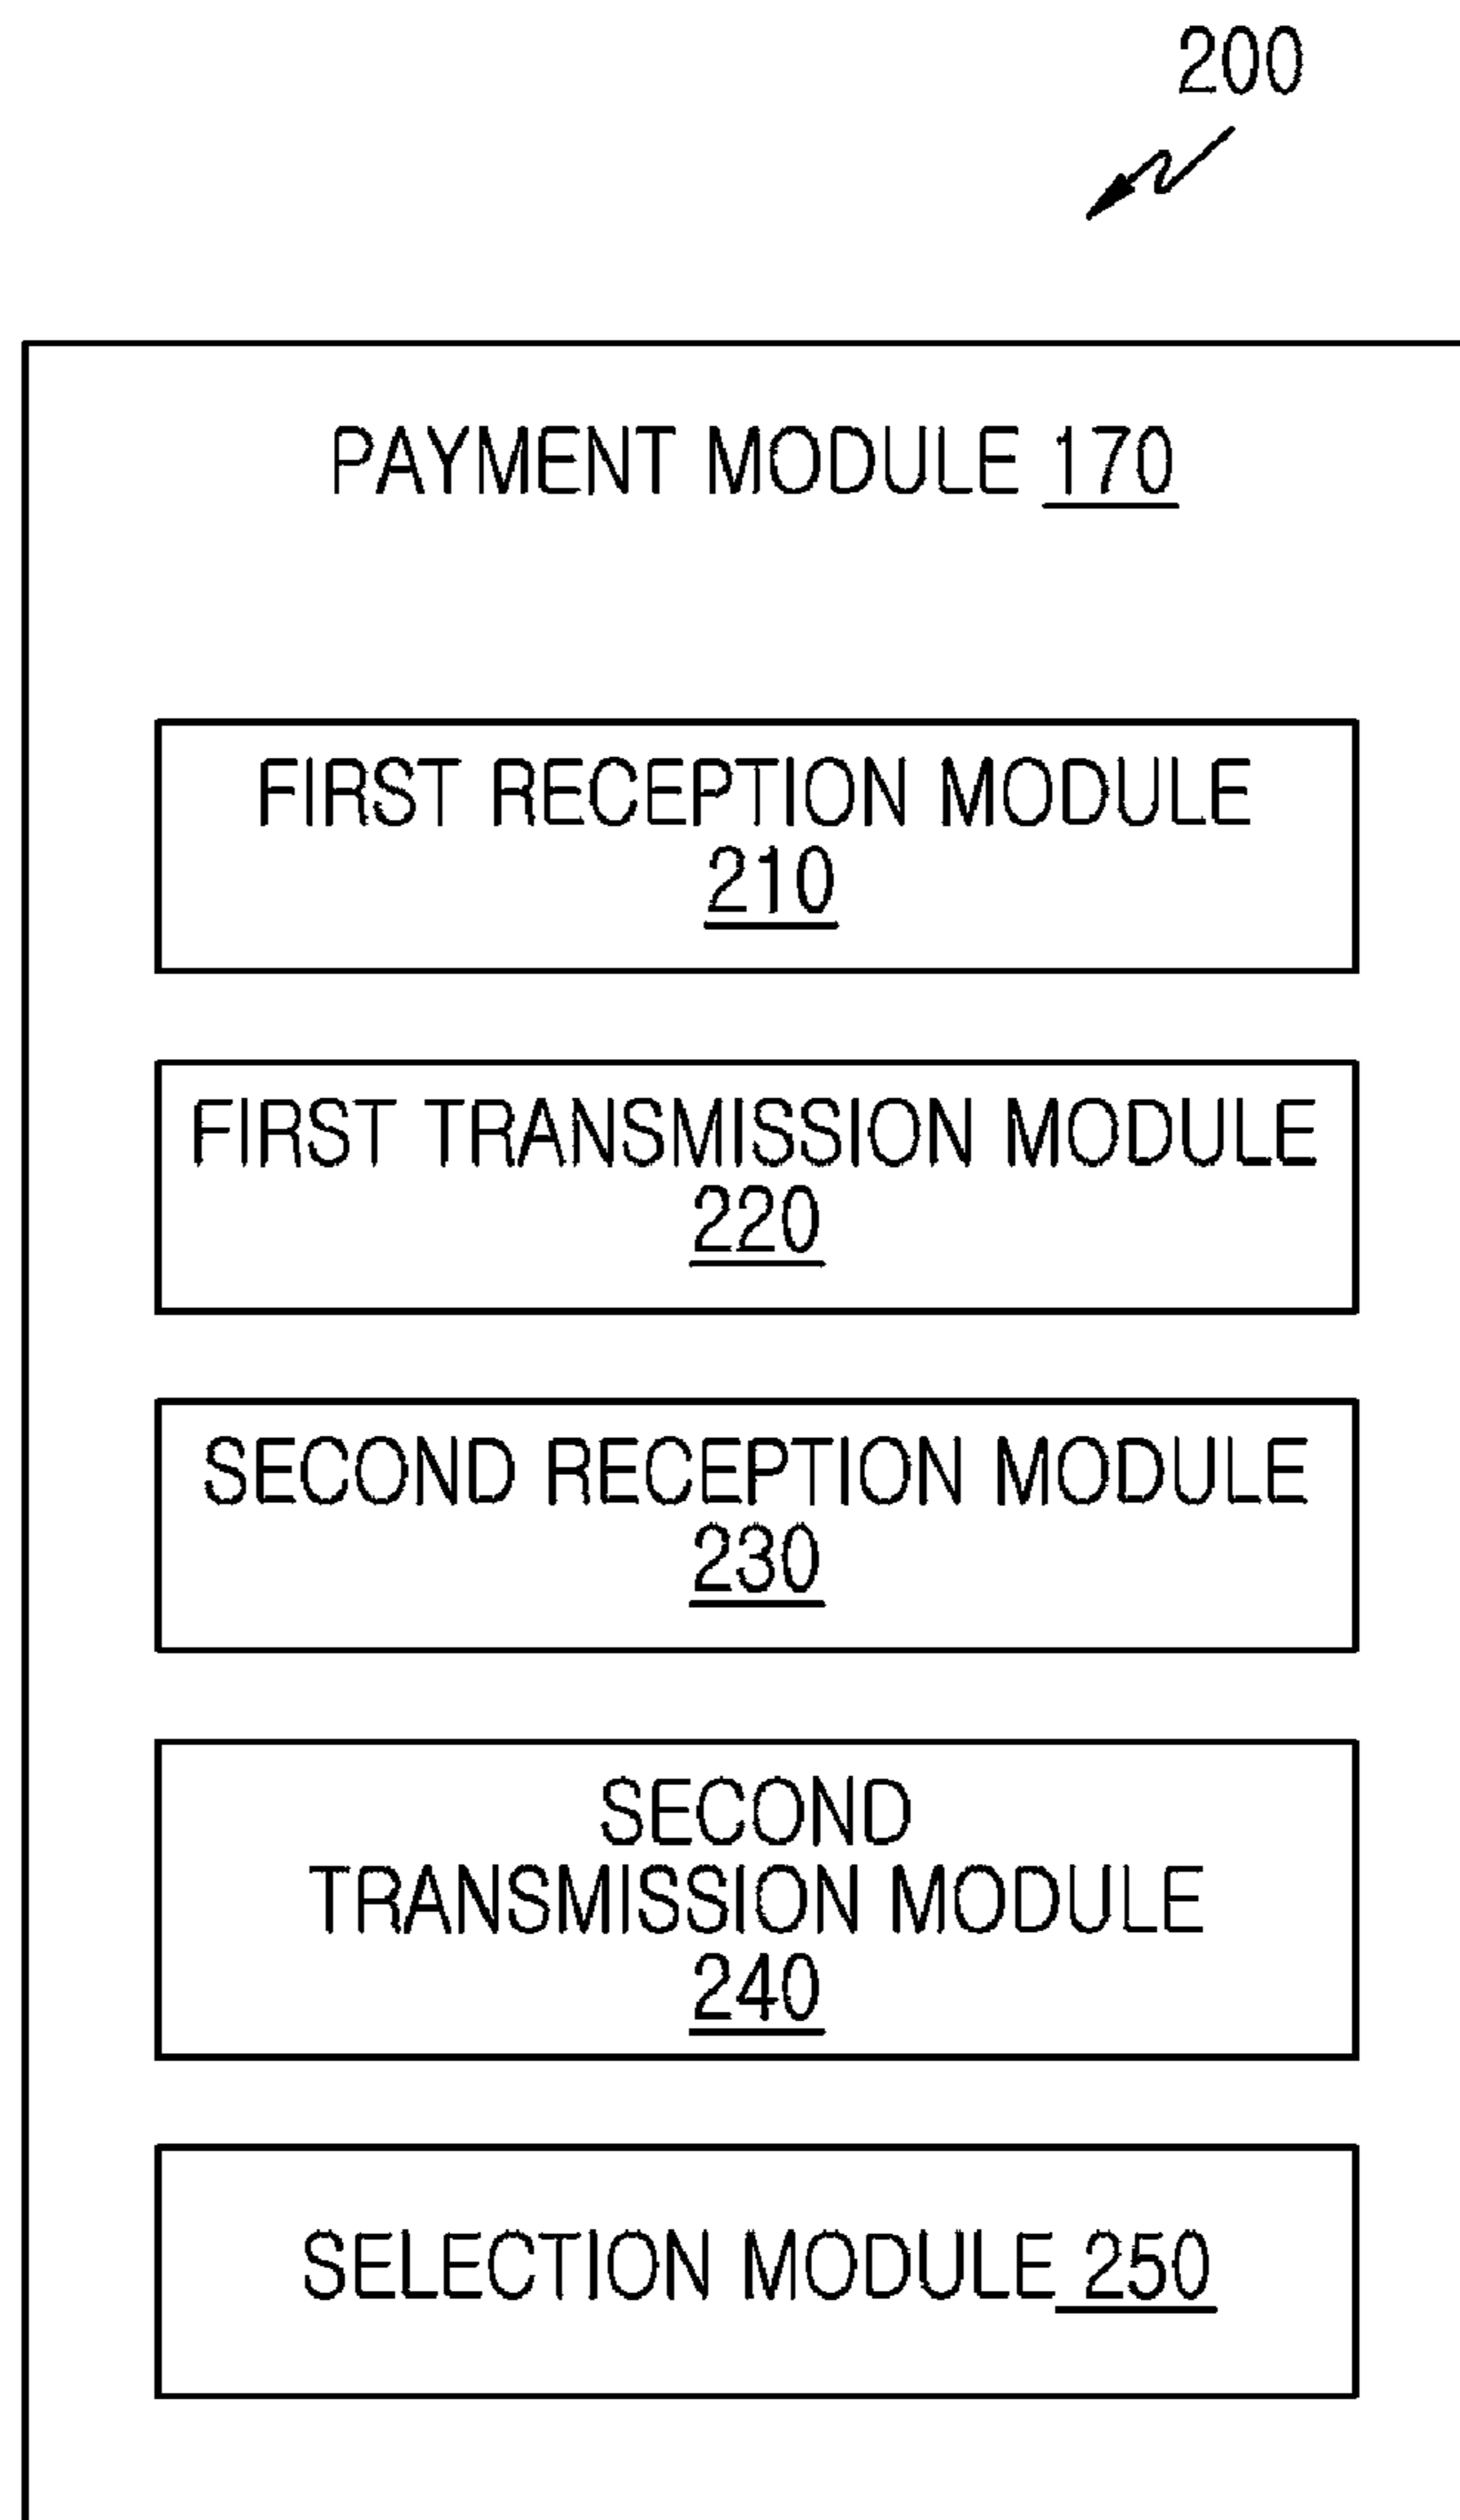 200
PAYMENT MODULE 170
FIRST RECEPTION MODULE
210
FIRST TRANSMISSION MODULE
220
SECOND RECEPTION MODULE
230
SECOND
TRANSMISSION MODULE
240
SELECTION MODULE 250